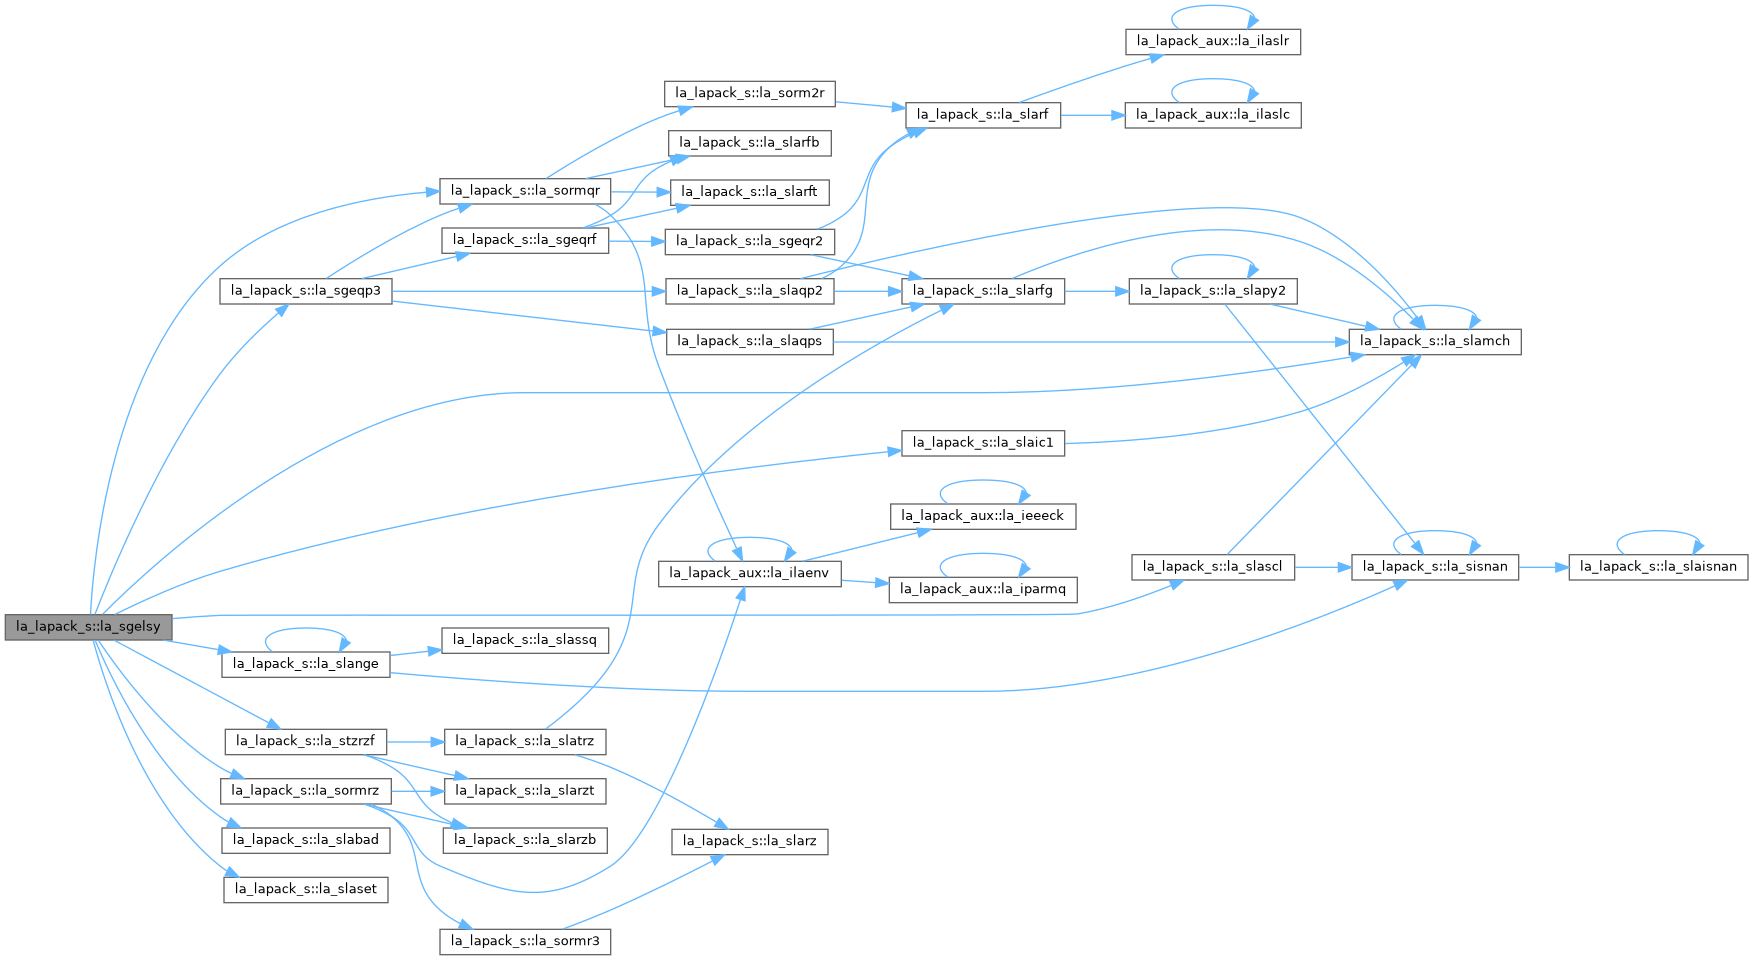 la_lapack_aux::la_ilaslr
la_lapack_s::la_sorm2r
la_lapack_s::la_slarf
la_lapack_aux::la_ilaslc
la_lapack_s::la_slarfb
la_lapack_s::la_sormqr
la_lapack_s::la_slarft
la_lapack_s::la_sgeqrf
la_lapack_s::la_sgeqr2
la_lapack_s::la_sgeqp3
la_lapack_s::la_slaqp2
la_lapack_s::la_slarfg
la_lapack_s::la_slapy2
la_lapack_s::la_slaqps
la_lapack_s::la_slamch
la_lapack_s::la_slaic1
la_lapack_aux::la_ieeeck
la_lapack_aux::la_ilaenv
la_lapack_s::la_slascl
la_lapack_s::la_sisnan
la_lapack_s::la_slaisnan
la_lapack_aux::la_iparmq
la_lapack_s::la_sgelsy
la_lapack_s::la_slassq
la_lapack_s::la_slange
la_lapack_s::la_stzrzf
la_lapack_s::la_slatrz
la_lapack_s::la_sormrz
la_lapack_s::la_slarzt
la_lapack_s::la_slabad
la_lapack_s::la_slarzb
la_lapack_s::la_slarz
la_lapack_s::la_slaset
la_lapack_s::la_sormr3